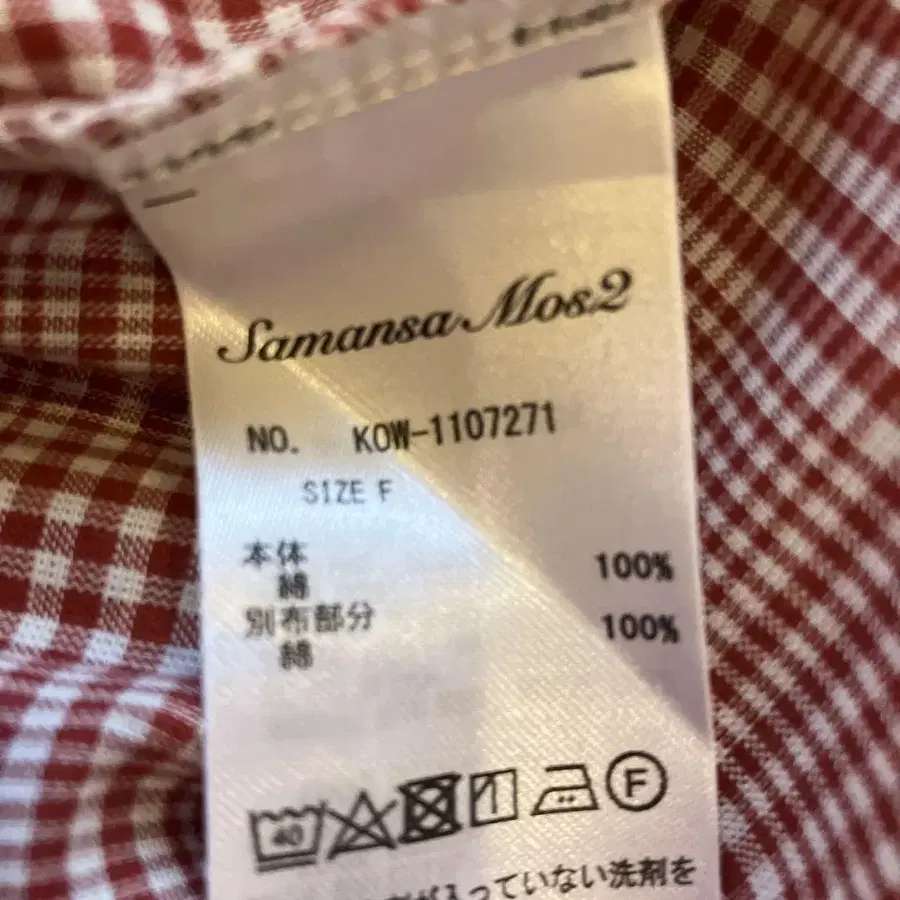 Samansa Mos2
NO. KOW-1107271
SIZE F
本体
綿 100%
別布部分
綿 100%
40 F
が入っていない洗剤を